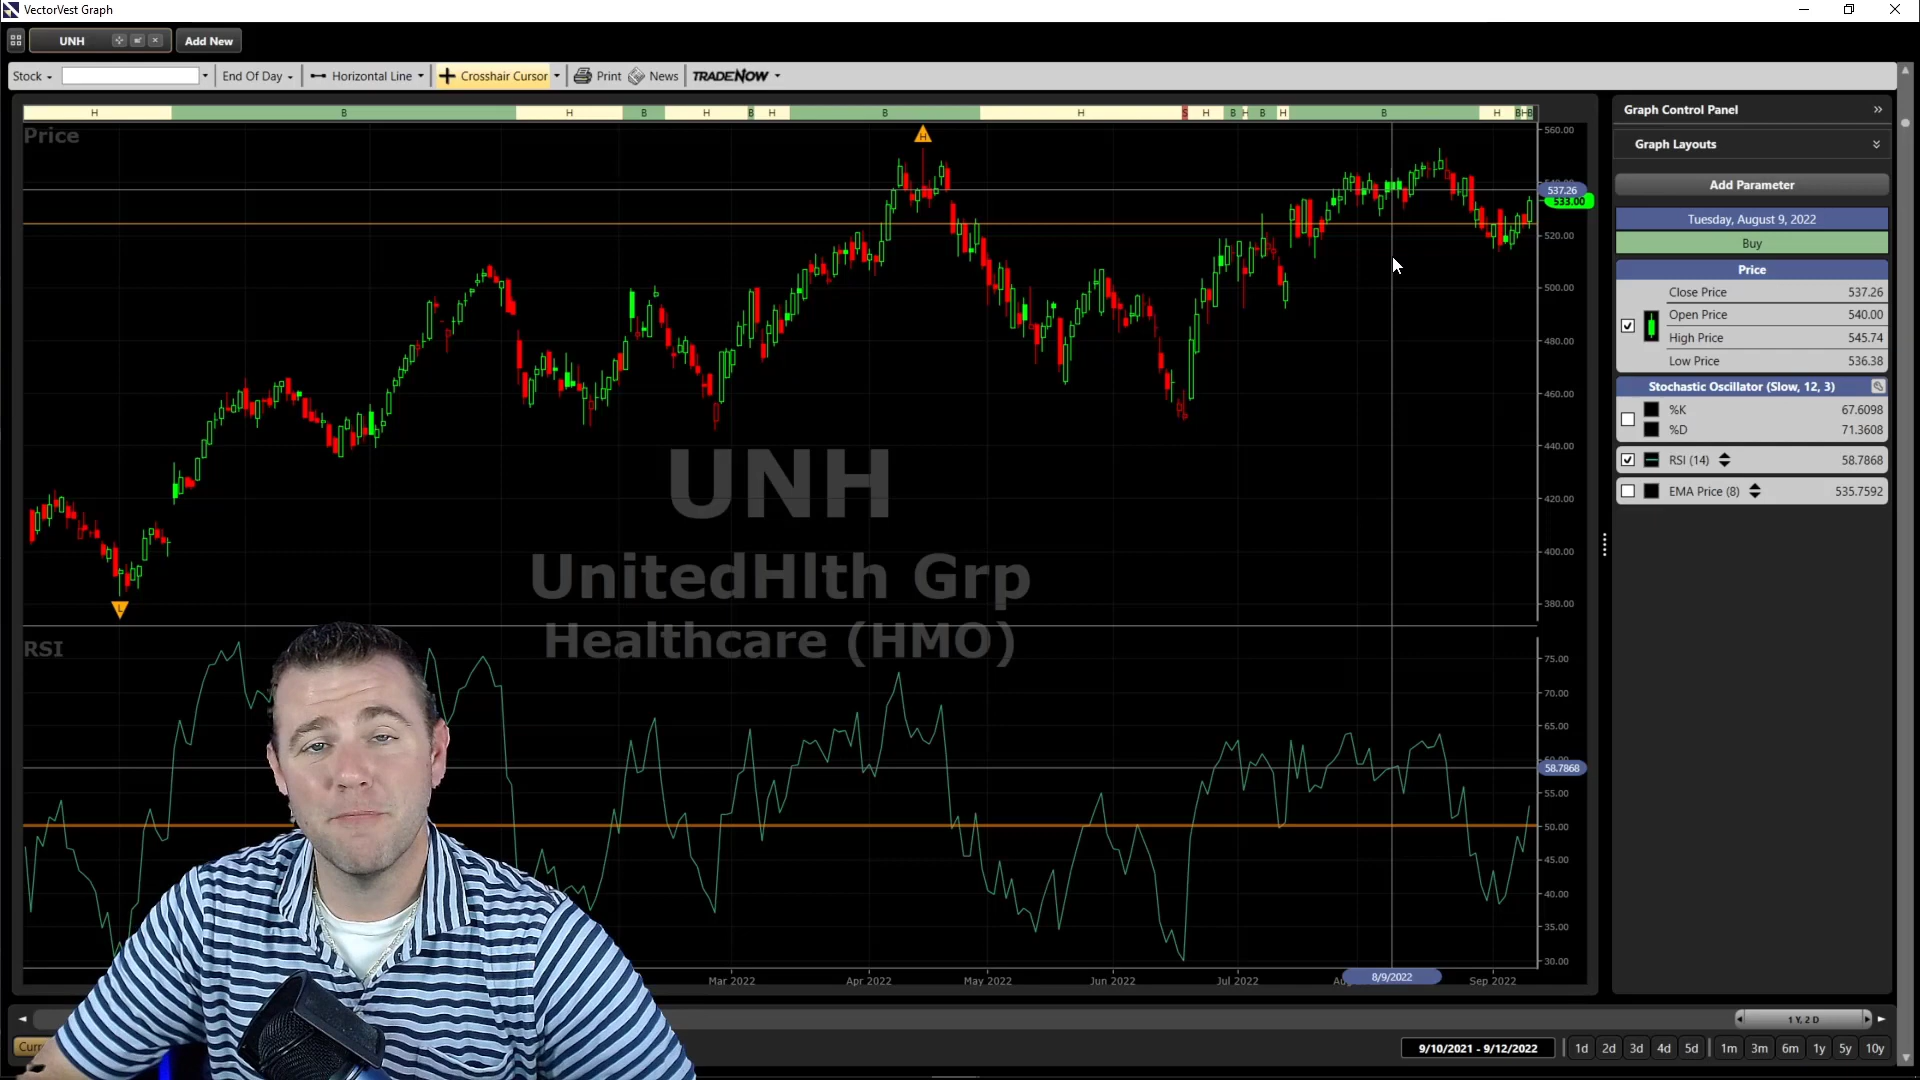 VectorVest Graph
UNH
Add New
Stock
End Of Day
Horizontal Line
Crosshair Cursor
Print
News
TRADENOW
H B H B H B H B H S H B H B H B H B H B
Price
H
560.00
537.26
533.00
520.00
500.00
480.00
460.00
440.00
420.00
400.00
380.00
L
UNH
UnitedHlth Grp
Healthcare (HMO)
RSI
75.00
70.00
65.00
58.7868
55.00
50.00
45.00
40.00
35.00
30.00
Mar 2022
Apr 2022
May 2022
Jun 2022
Jul 2022
8/9/2022
Sep 2022
1 Y, 2 D
9/10/2021 - 9/12/2022
1d 2d 3d 4d 5d 1m 3m 6m 1y 5y 10y
Graph Control Panel
Graph Layouts
Add Parameter
Tuesday, August 9, 2022
Buy
Price
Close Price 537.26
Open Price 540.00
High Price 545.74
Low Price 536.38
Stochastic Oscillator (Slow, 12, 3)
%K 67.6098
%D 71.3608
RSI (14) 58.7868
EMA Price (8) 535.7592